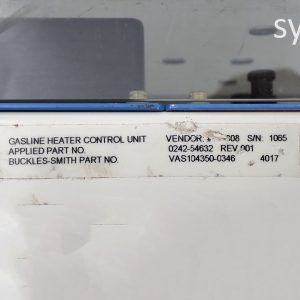 sy
GASLINE HEATER CONTROL UNIT VENDOR: 608 S/N: 1065
APPLIED PART NO. 0242-54632 REV 001
BUCKLES-SMITH PART NO. VAS104350-0346 4017